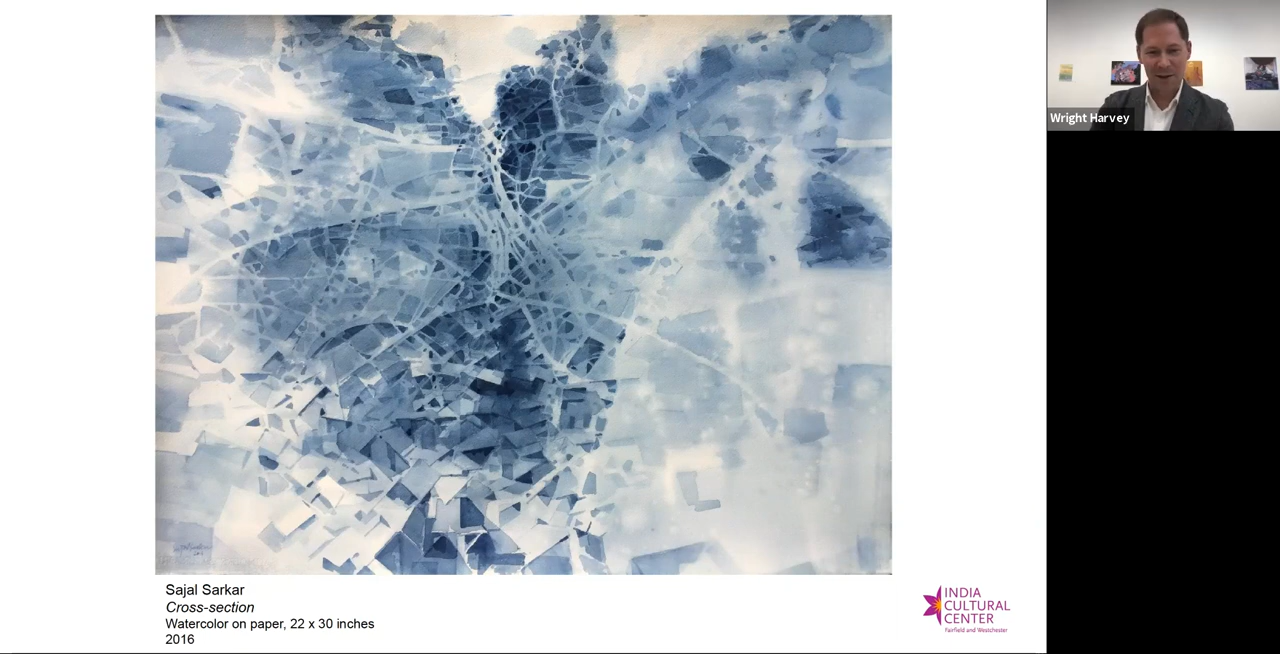 Wright Harvey
Sajal Sarkar
Cross-section
Watercolor on paper, 22 x 30 inches
2016
INDIA
CULTURAL
CENTER
Fairfield and Westchester